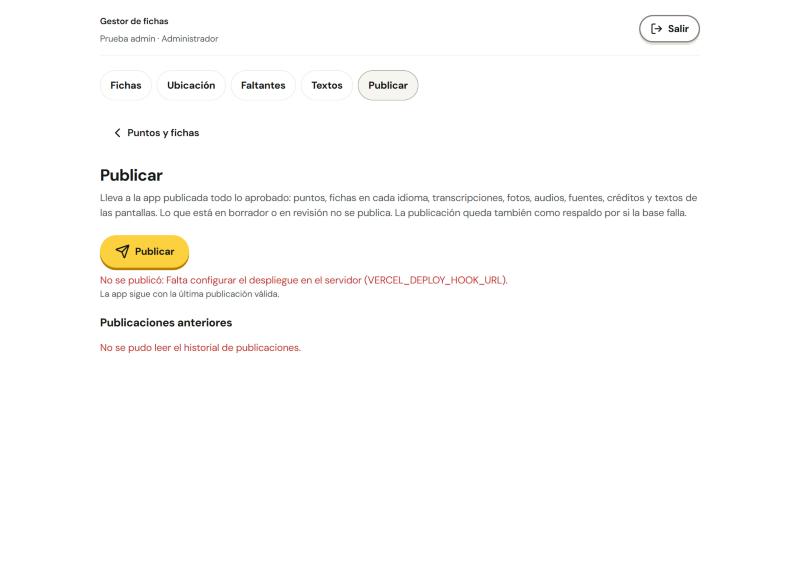 Gestor de fichas
Prueba admin · Administrador
Salir
Fichas
Ubicación
Faltantes
Textos
Publicar
Puntos y fichas
Publicar
Lleva a la app publicada todo lo aprobado: puntos, fichas en cada idioma, transcripciones, fotos, audios, fuentes, créditos y textos de
las pantallas. Lo que está en borrador o en revisión no se publica. La publicación queda también como respaldo por si la base falla.
Publicar
No se publicó: Falta configurar el despliegue en el servidor (VERCEL_DEPLOY_HOOK_URL).
La app sigue con la última publicación válida.
Publicaciones anteriores
No se pudo leer el historial de publicaciones.